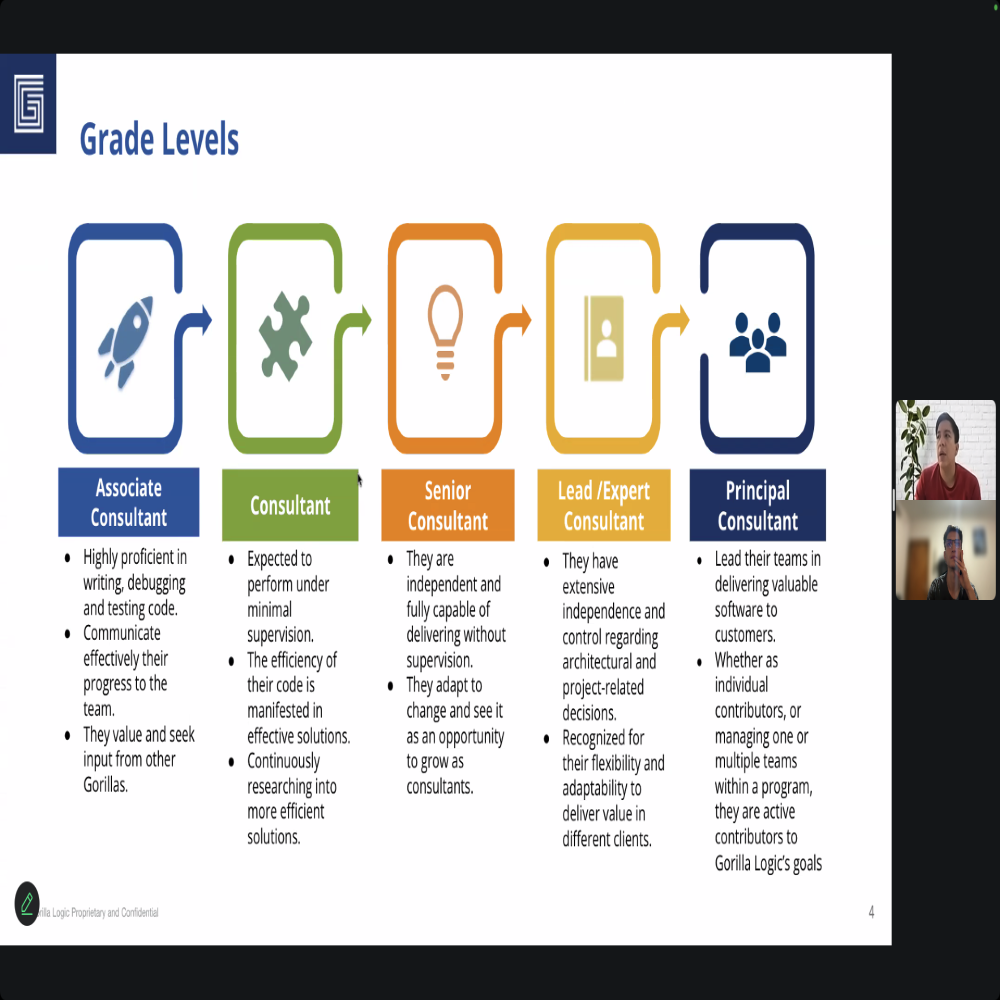 Grade Levels
Associate
Consultant
Highly proficient in
writing, debugging
and testing code.
Communicate
effectively their
progress to the
team.
They value and seek
input from other
Gorillas.
Consultant
Expected to
perform under
minimal
supervision.
The efficiency of
their code is
manifested in
effective solutions.
Continuously
researching into
more efficient
solutions.
Senior
Consultant
They are
independent and
fully capable of
delivering without
supervision.
They adapt to
change and see it
as an opportunity
to grow as
consultants.
Lead /Expert
Consultant
They have
extensive
independence and
control regarding
architectural and
project-related
decisions.
Recognized for
their flexibility and
adaptability to
deliver value in
different clients.
Principal
Consultant
Lead their teams in
delivering valuable
software to
customers.
Whether as
individual
contributors, or
managing one or
multiple teams
within a program,
they are active
contributors to
Gorilla Logic’s goals
Logic Proprietary and Confidential
4